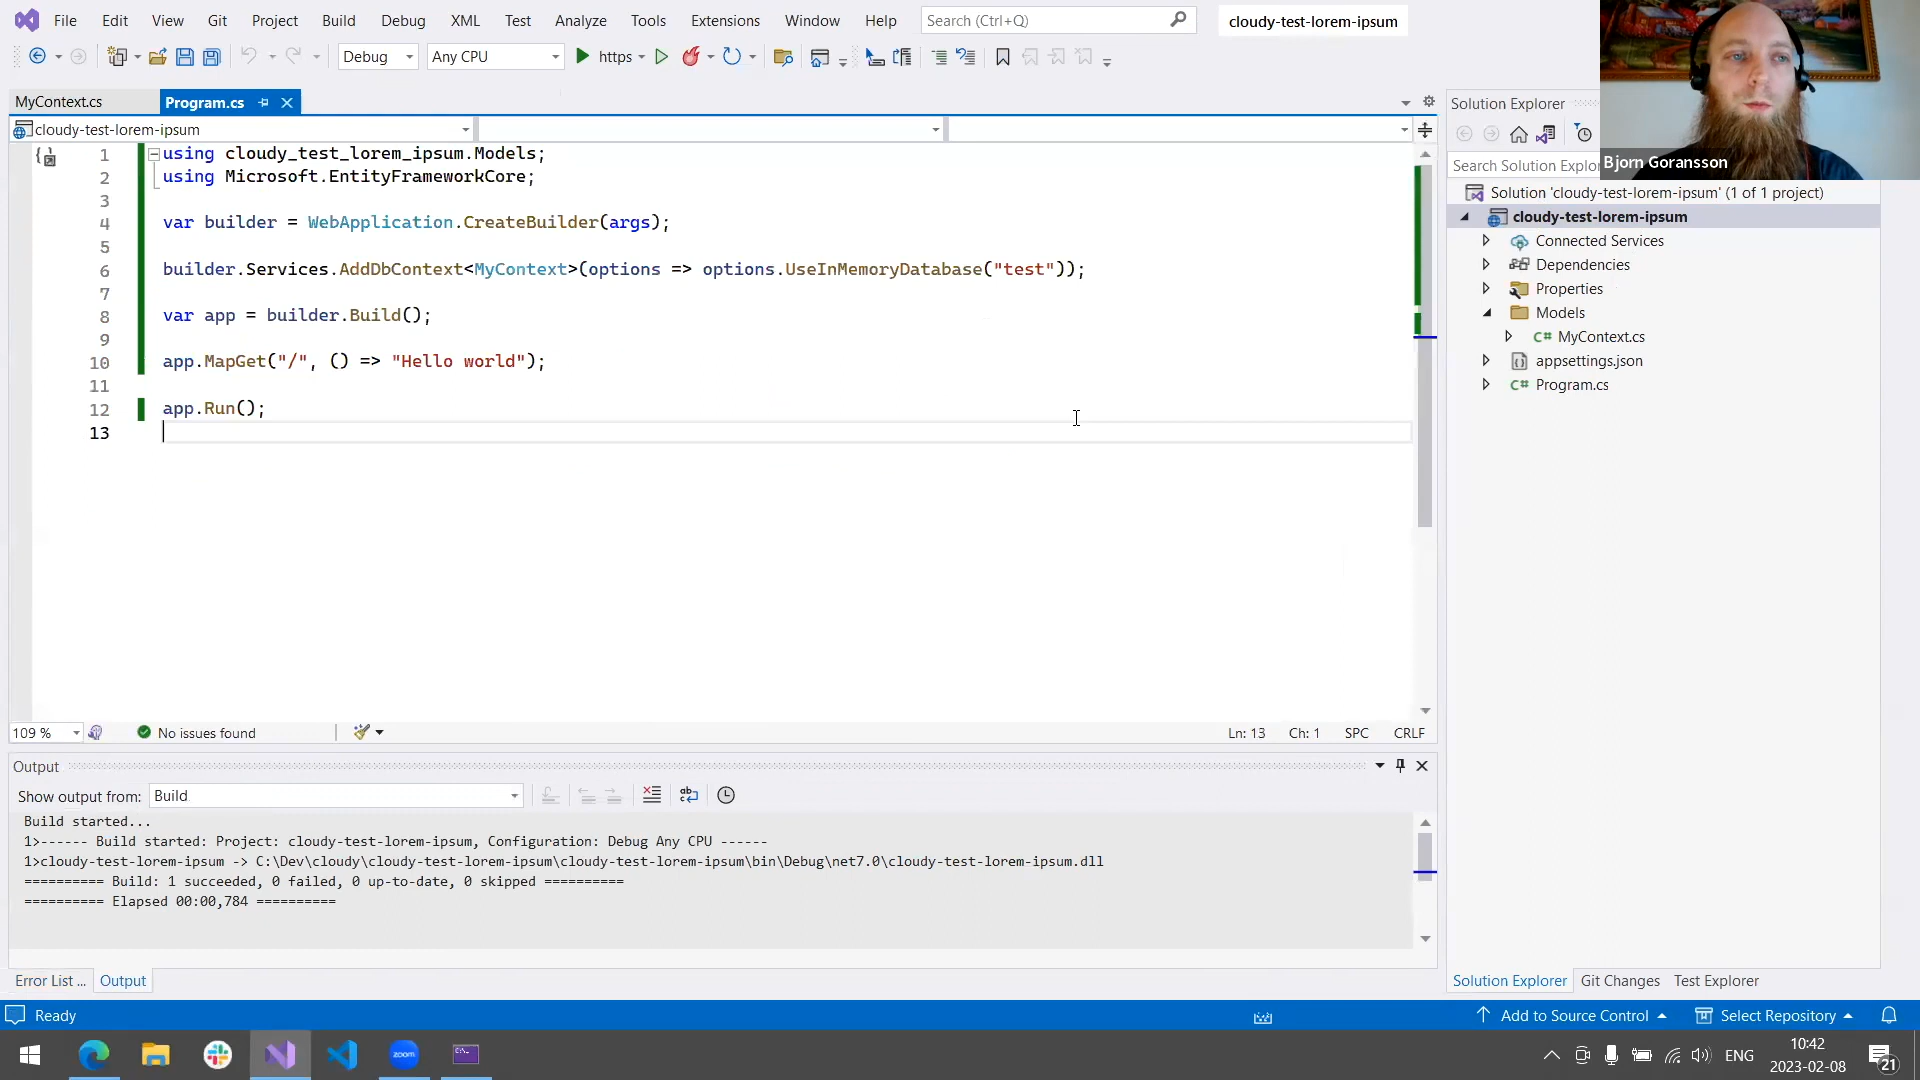 File Edit View Git Project Build Debug XML Test Analyze Tools Extensions Window Help Search (Ctrl+Q) cloudy-test-lorem-ipsum
Debug Any CPU https
MyContext.cs Program.cs
cloudy-test-lorem-ipsum
1 using cloudy_test_lorem_ipsum.Models;
2 using Microsoft.EntityFrameworkCore;
3
4 var builder = WebApplication.CreateBuilder(args);
5
6 builder.Services.AddDbContext<MyContext>(options => options.UseInMemoryDatabase("test"));
7
8 var app = builder.Build();
9
10 app.MapGet("/", () => "Hello world");
11
12 app.Run();
13
109 % No issues found Ln: 13 Ch: 1 SPC CRLF
Output
Show output from: Build
Build started...
1>------ Build started: Project: cloudy-test-lorem-ipsum, Configuration: Debug Any CPU ------
1>cloudy-test-lorem-ipsum -> C:\Dev\cloudy\cloudy-test-lorem-ipsum\cloudy-test-lorem-ipsum\bin\Debug\net7.0\cloudy-test-lorem-ipsum.dll
========== Build: 1 succeeded, 0 failed, 0 up-to-date, 0 skipped ==========
========== Elapsed 00:00,784 ==========
Error List ... Output
Solution Explorer
Search Solution Explo
Bjorn Goransson
Solution 'cloudy-test-lorem-ipsum' (1 of 1 project)
cloudy-test-lorem-ipsum
Connected Services
Dependencies
Properties
Models
C# MyContext.cs
appsettings.json
C# Program.cs
Solution Explorer Git Changes Test Explorer
Ready Add to Source Control Select Repository
zoom
ENG
10:42
2023-02-08
21